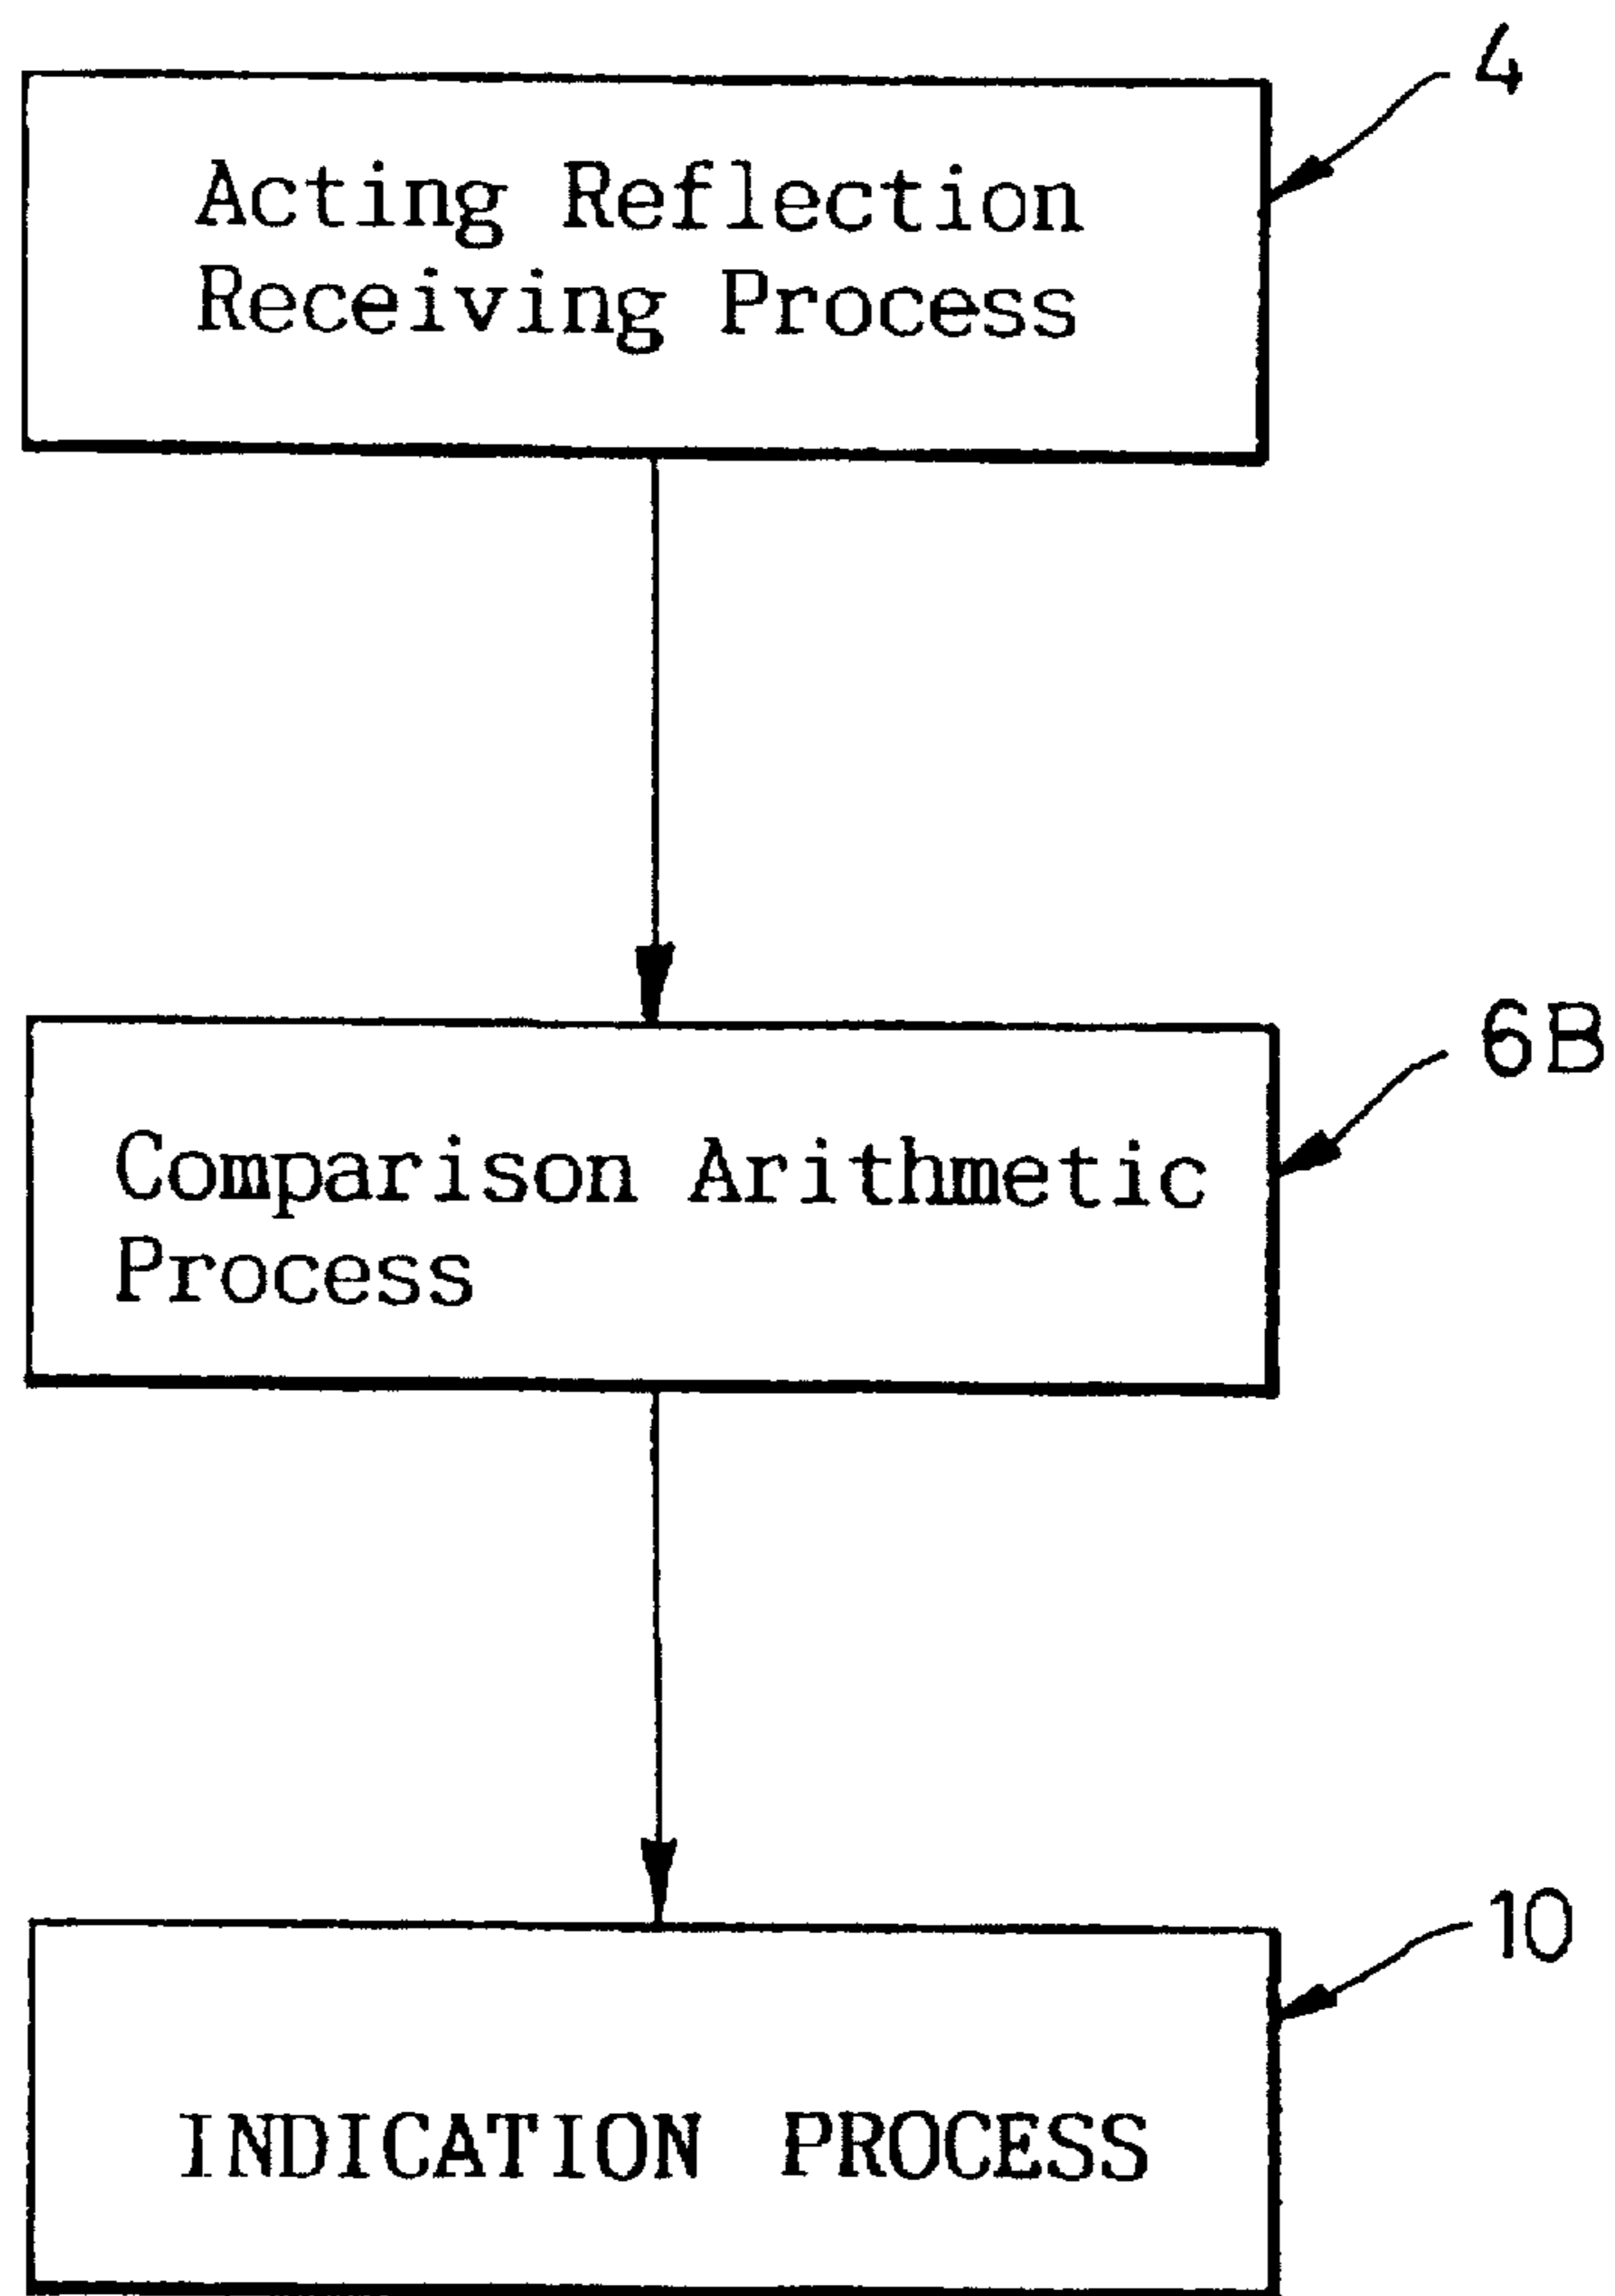 4
Acting Reflection
Receiving Process
6B
Comparison Arithmetic
Process
10
INDICATION PROCESS